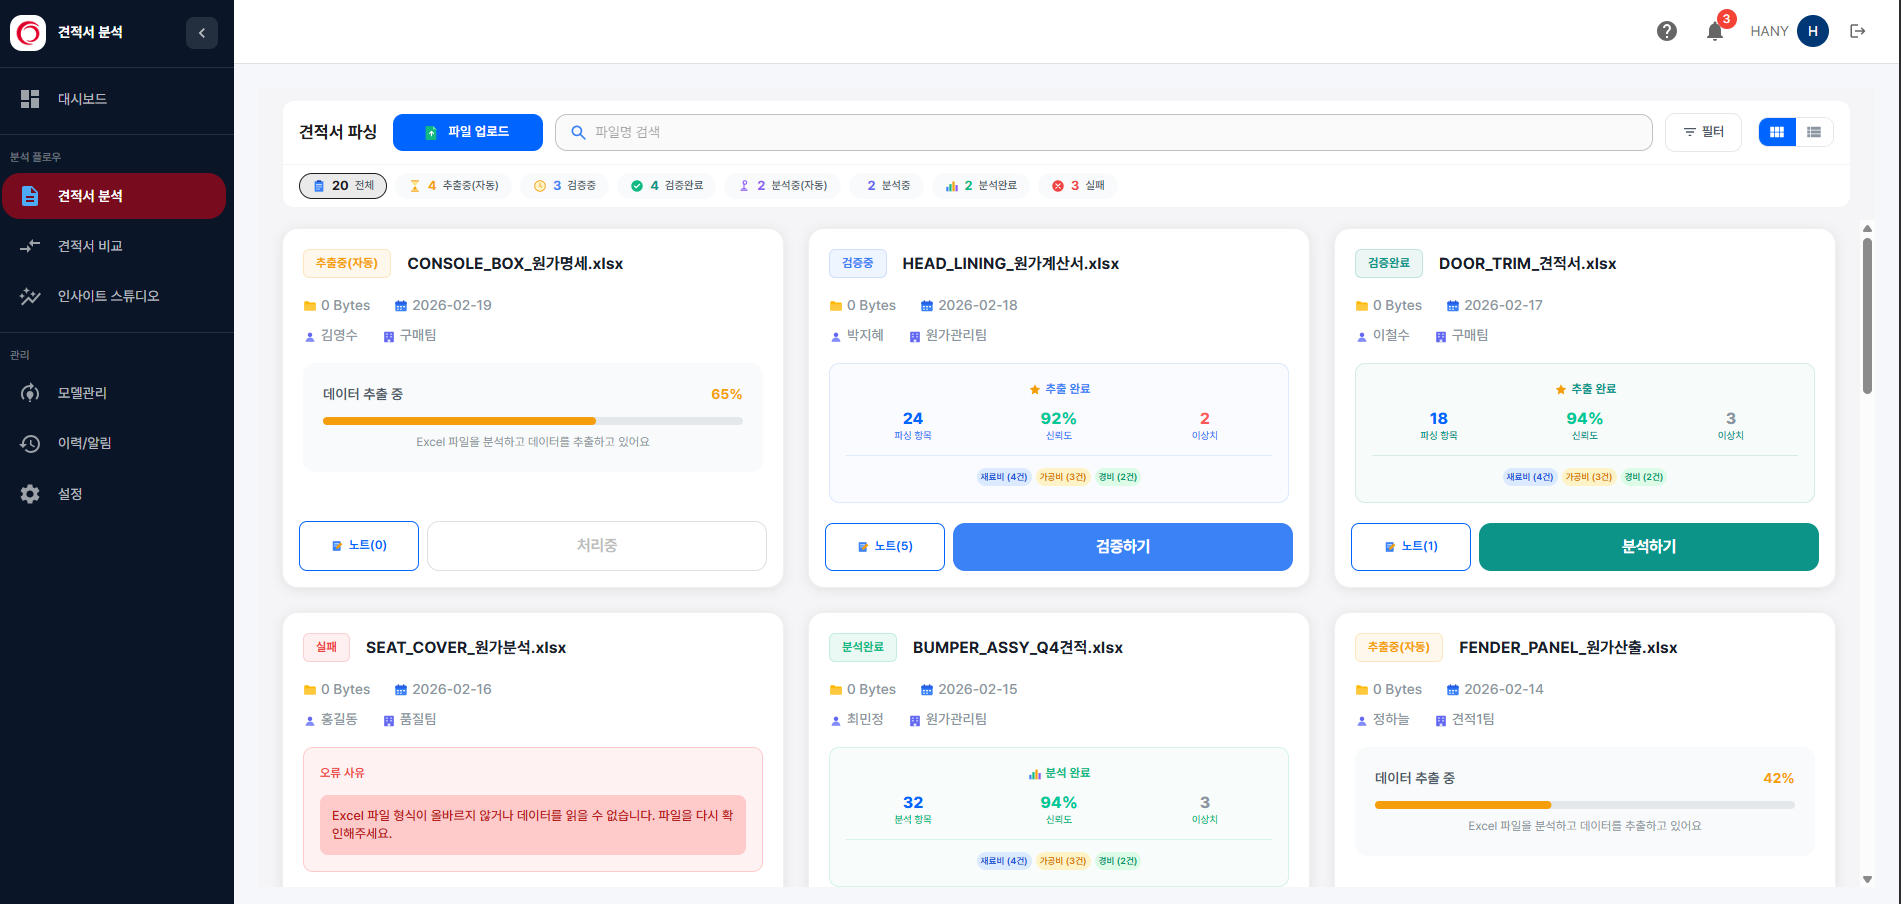 견적서 분석
대시보드
분석 플로우
견적서 분석
견적서 비교
인사이트 스튜디오
관리
모델관리
이력/알림
설정
3
HANY
H
견적서 파싱
파일 업로드
파일명 검색
필터
20 전체
4 추출중(자동)
3 검증중
4 검증완료
2 분석중(자동)
2 분석중
2 분석완료
3 실패
추출중(자동) CONSOLE_BOX_원가명세.xlsx
0 Bytes 2026-02-19
김영수 구매팀
데이터 추출 중 65%
Excel 파일을 분석하고 데이터를 추출하고 있어요
노트(0) 처리중
검증중 HEAD_LINING_원가계산서.xlsx
0 Bytes 2026-02-18
박지혜 원가관리팀
추출 완료
24 92% 2
파싱 항목 신뢰도 이상치
재료비 (4건) 가공비 (3건) 경비 (2건)
노트(5) 검증하기
검증완료 DOOR_TRIM_견적서.xlsx
0 Bytes 2026-02-17
이철수 구매팀
추출 완료
18 94% 3
파싱 항목 신뢰도 이상치
재료비 (4건) 가공비 (3건) 경비 (2건)
노트(1) 분석하기
실패 SEAT_COVER_원가분석.xlsx
0 Bytes 2026-02-16
홍길동 품질팀
오류 사유
Excel 파일 형식이 올바르지 않거나 데이터를 읽을 수 없습니다. 파일을 다시 확
인해주세요.
분석완료 BUMPER_ASSY_Q4견적.xlsx
0 Bytes 2026-02-15
최민정 원가관리팀
분석 완료
32 94% 3
분석 항목 신뢰도 이상치
재료비 (4건) 가공비 (3건) 경비 (2건)
추출중(자동) FENDER_PANEL_원가산출.xlsx
0 Bytes 2026-02-14
정하늘 견적1팀
데이터 추출 중 42%
Excel 파일을 분석하고 데이터를 추출하고 있어요